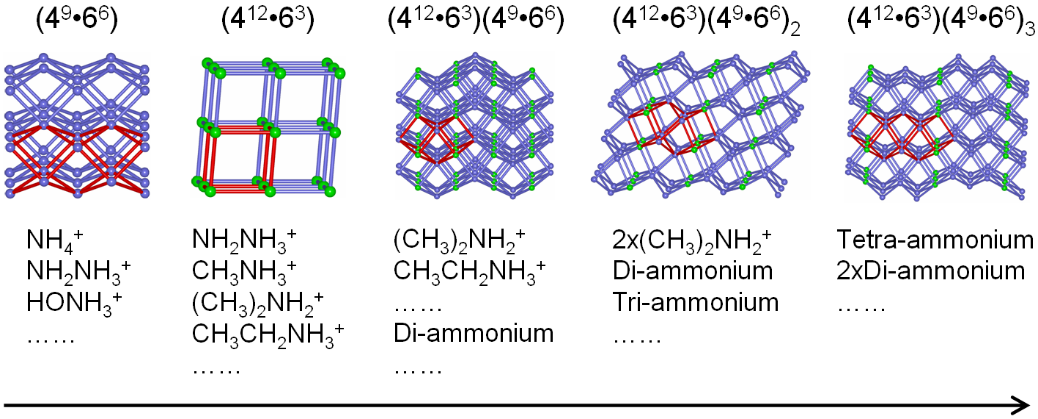 (4⁹•6⁶) (4¹²•6³) (4¹²•6³)(4⁹•6⁶) (4¹²•6³)(4⁹•6⁶)₂ (4¹²•6³)(4⁹•6⁶)₃
NH₄⁺ NH₂NH₃⁺ (CH₃)₂NH₂⁺ 2x(CH₃)₂NH₂⁺ Tetra-ammonium
NH₂NH₃⁺ CH₃NH₃⁺ CH₃CH₂NH₃⁺ Di-ammonium 2xDi-ammonium
HONH₃⁺ (CH₃)₂NH₂⁺ …… Tri-ammonium ……
…… CH₃CH₂NH₃⁺ Di-ammonium ……
…… ……